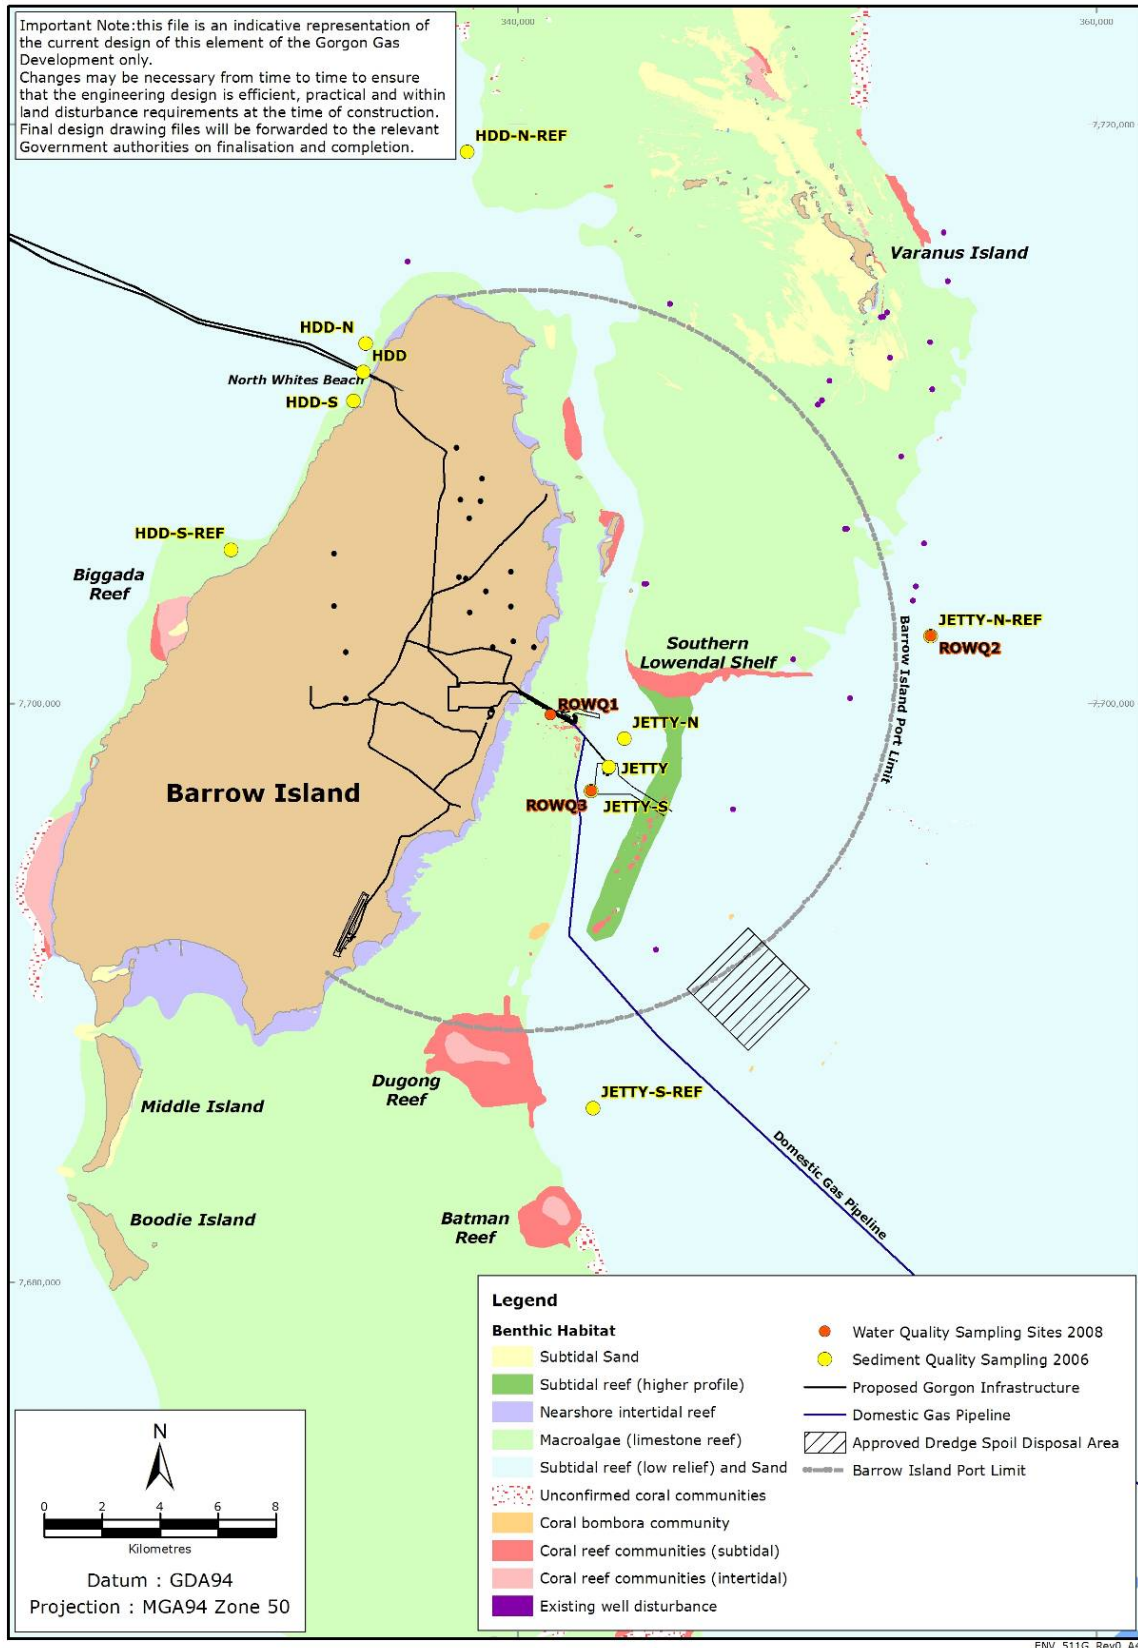 Important Note:this file is an indicative representation of
the current design of this element of the Gorgon Gas
Development only.
Changes may be necessary from time to time to ensure
that the engineering design is efficient, practical and within
land disturbance requirements at the time of construction.
Final design drawing files will be forwarded to the relevant
Government authorities on finalisation and completion.
340,000
360,000
7,720,000
HDD-N-REF
Varanus Island
HDD-N
HDD
North Whites Beach
HDD-S
HDD-S-REF
Biggada
Reef
JETTY-N-REF
ROWQ2
Southern
Lowendal Shelf
Barrow Island Port Limit
7,700,000
7,700,000
ROWQ1
JETTY-N
JETTY
Barrow Island
ROWQ3
JETTY-S
Dugong
Reef
JETTY-S-REF
Middle Island
Domestic Gas Pipeline
Boodie Island
Batman
Reef
7,680,000
Legend
Benthic Habitat
Subtidal Sand
Subtidal reef (higher profile)
Nearshore intertidal reef
Macroalgae (limestone reef)
Subtidal reef (low relief) and Sand
Unconfirmed coral communities
Coral bombora community
Coral reef communities (subtidal)
Coral reef communities (intertidal)
Existing well disturbance
Water Quality Sampling Sites 2008
Sediment Quality Sampling 2006
Proposed Gorgon Infrastructure
Domestic Gas Pipeline
Approved Dredge Spoil Disposal Area
Barrow Island Port Limit
N
0 2 4 6 8
Kilometres
Datum : GDA94
Projection : MGA94 Zone 50
ENV_511G_Rev0_A4